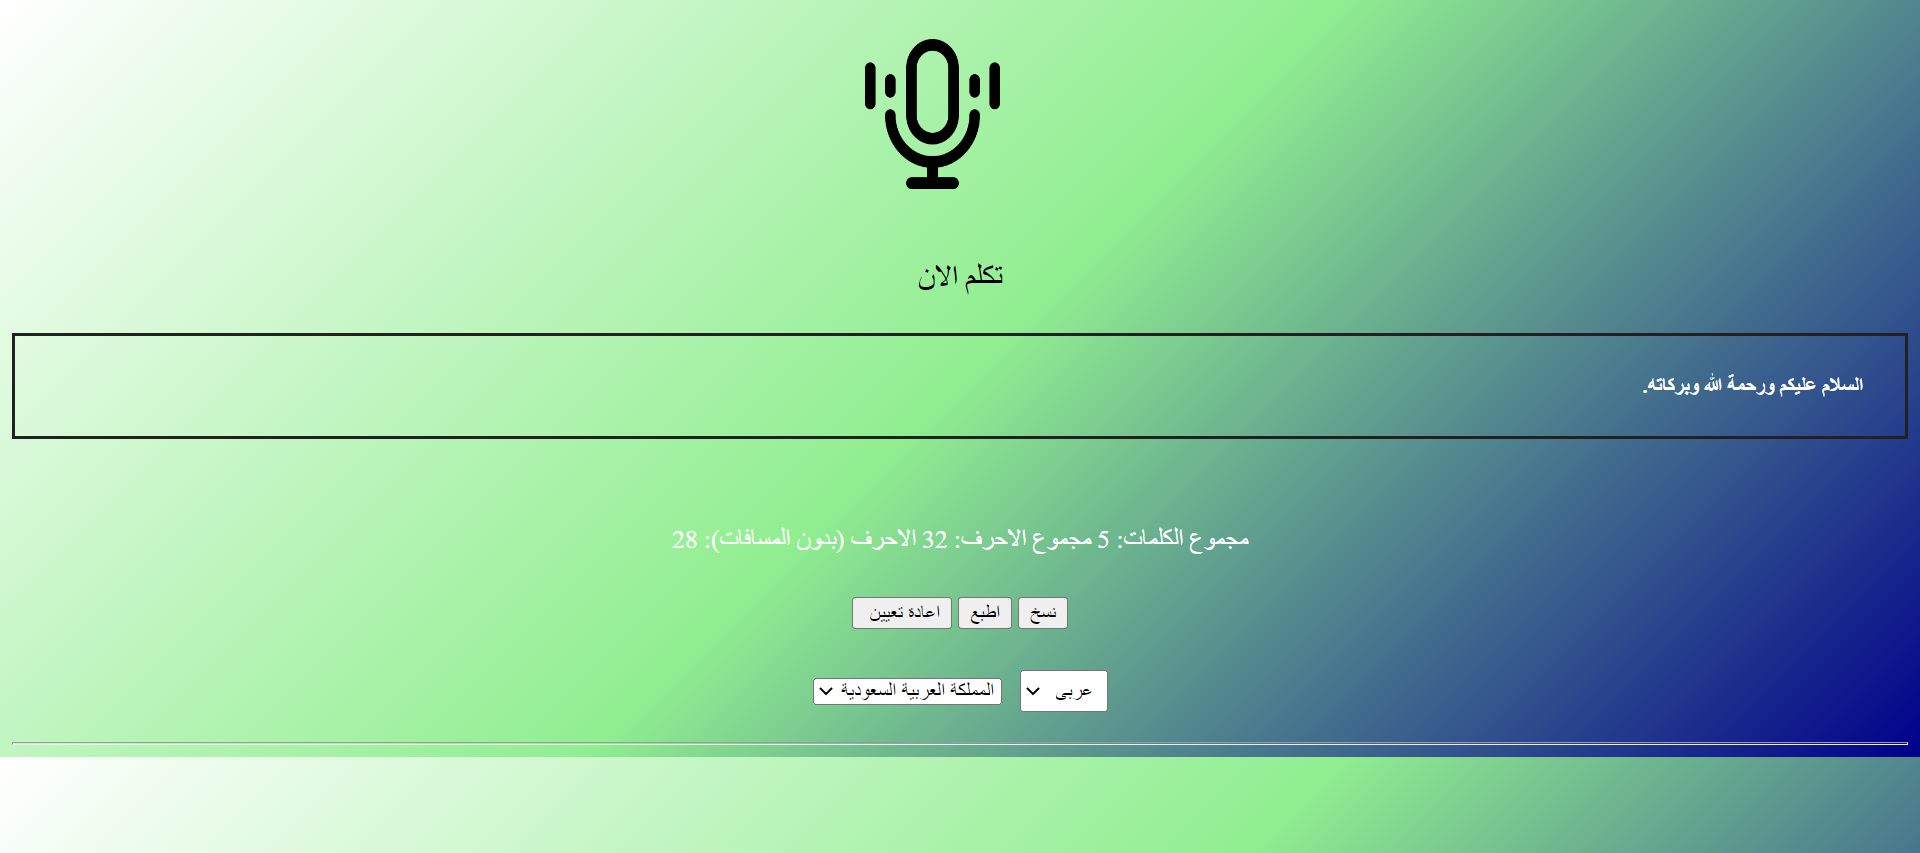 تكلم الان
السلام عليكم ورحمة الله وبركاته.
مجموع الكلمات: 5 مجموع الاحرف: 32 الاحرف (بدون المسافات): 28
نسخ اطبع اعادة تعيين
عربى المملكة العربية السعودية